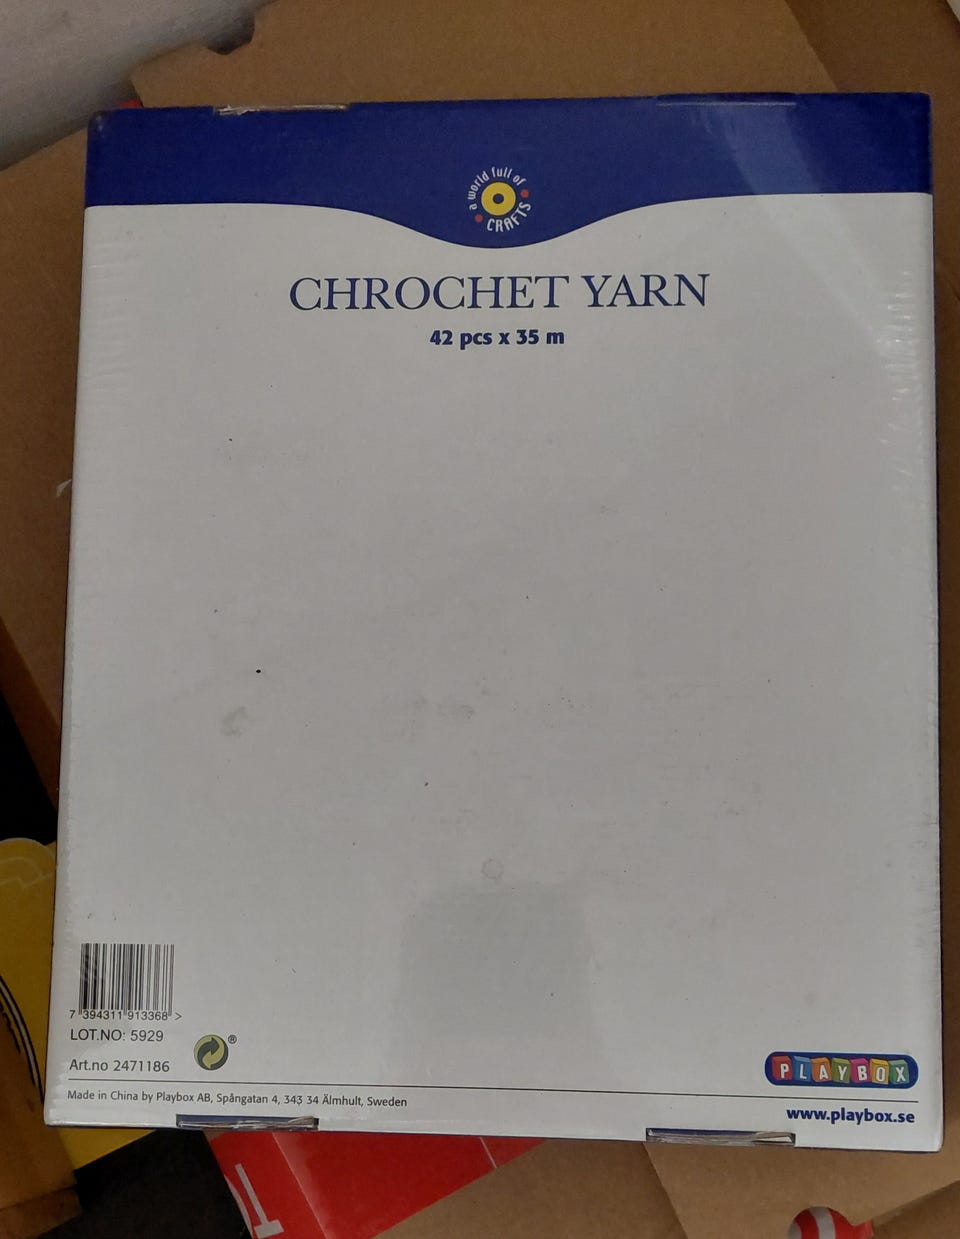 a world full of
CRAFTS
CHROCHET YARN
42 pcs x 35 m
7 394311 913368 >
LOT.NO: 5929
®
Art.no 2471186
PLAYBOX
Made in China by Playbox AB, Spångatan 4, 343 34 Älmhult, Sweden
www.playbox.se